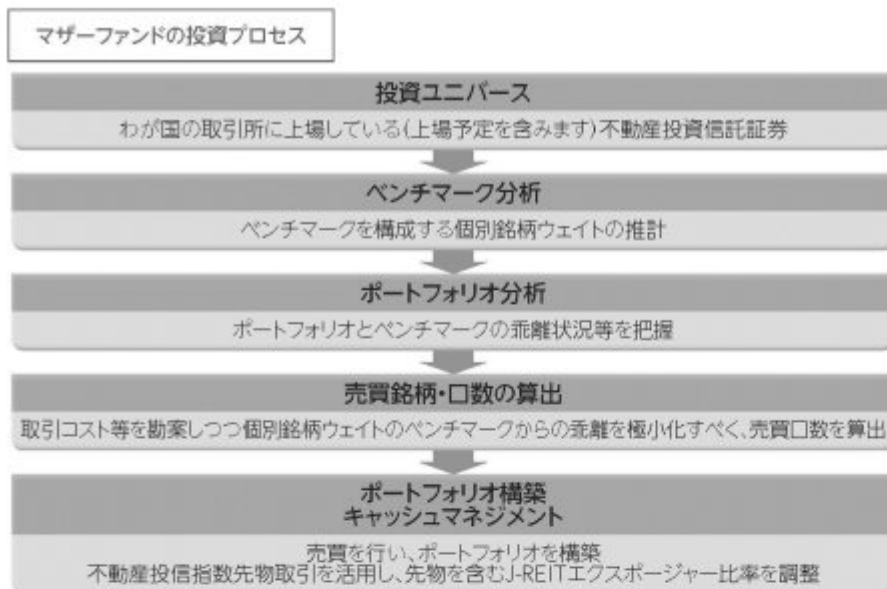 マザーファンドの投資プロセス
投資ユニバース
わが国の取引所に上場している(上場予定を含みます)不動産投資信託証券
ベンチマーク分析
ベンチマークを構成する個別銘柄ウェイトの推計
ポートフォリオ分析
ポートフォリオとベンチマークの乖離状況等を把握
売買銘柄・口数の算出
取引コスト等を勘案しつつ個別銘柄ウェイトのベンチマークからの乖離を極小化すべく、売買口数を算出
ポートフォリオ構築
キャッシュマネジメント
売買を行い、ポートフォリオを構築
不動産投信指数先物取引を活用し、先物を含むJ-REITエクスポージャー比率を調整